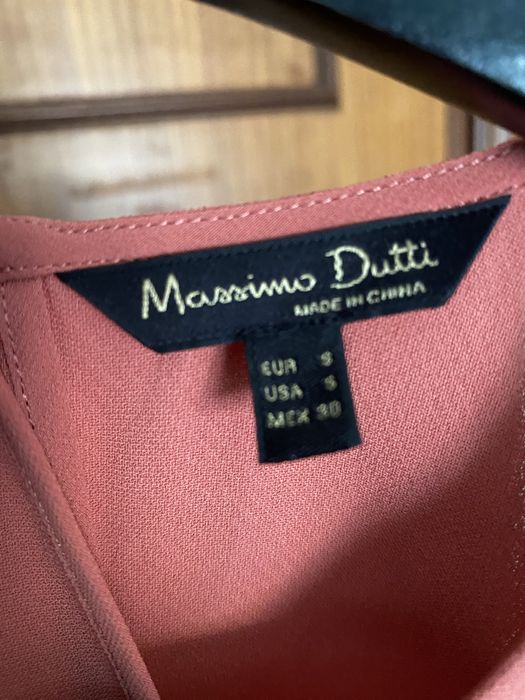 Massimo Dutti
MADE IN CHINA
EUR S
USA S
MEX 30